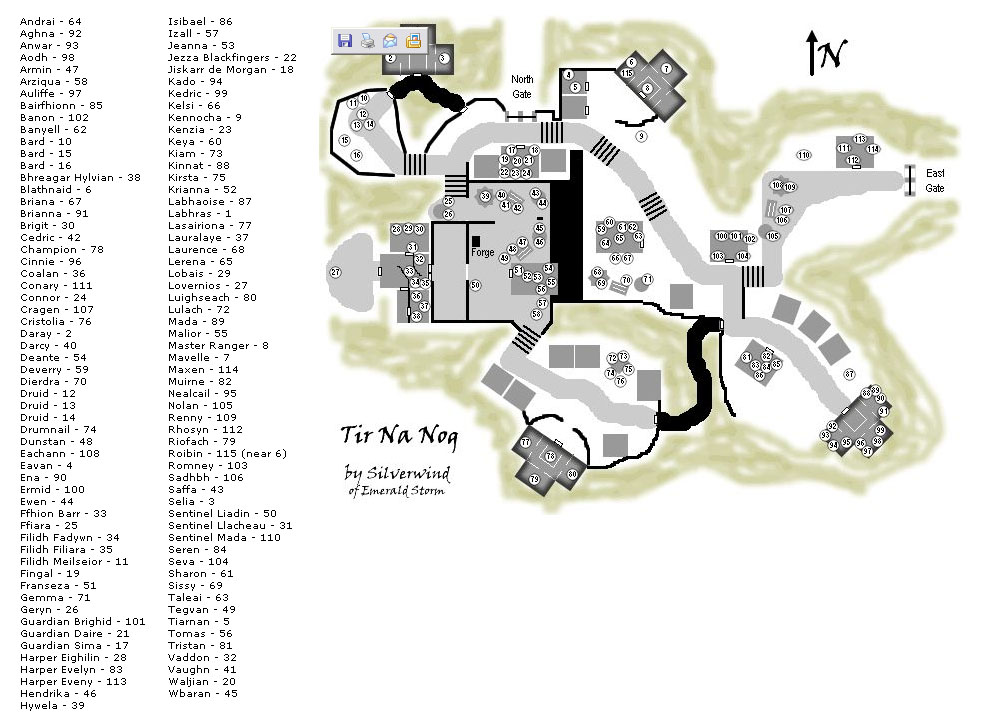 Andrai - 64
Aghna - 92
Anwar - 93
Aodh - 98
Armin - 47
Arziqua - 58
Auliffe - 97
Bairfhionn - 85
Banon - 102
Banyell - 62
Bard - 10
Bard - 15
Bard - 16
Bhreagar Hylvian - 38
Blathnaid - 6
Briana - 67
Brianna - 91
Brigit - 30
Cedric - 42
Champion - 78
Cinnie - 96
Coalan - 36
Conary - 111
Connor - 24
Cragen - 107
Cristolia - 76
Daray - 2
Darcy - 40
Deante - 54
Deverry - 59
Dierdra - 70
Druid - 12
Druid - 13
Druid - 14
Drumnail - 74
Dunstan - 48
Eachann - 108
Eavan - 4
Ena - 90
Ermid - 100
Ewen - 44
Ffhion Barr - 33
Ffiara - 25
Filidh Fadywn - 34
Filidh Filiara - 35
Filidh Meilseior - 11
Fingal - 19
Franseza - 51
Gemma - 71
Geryn - 26
Guardian Brighid - 101
Guardian Daire - 21
Guardian Sima - 17
Harper Eighilin - 28
Harper Evelyn - 83
Harper Eveny - 113
Hendrika - 46
Hywela - 39
Isibael - 86
Izall - 57
Jeanna - 53
Jezza Blackfingers - 22
Jiskarr de Morgan - 18
Kado - 94
Kedric - 99
Kelsi - 66
Kennocha - 9
Kenzia - 23
Keya - 60
Kiam - 73
Kinnat - 88
Kirsta - 75
Krianna - 52
Labhaoise - 87
Labhras - 1
Lasairiona - 77
Lauralaye - 37
Laurence - 68
Lerena - 65
Lobais - 29
Lovernios - 27
Luighseach - 80
Lulach - 72
Mada - 89
Malior - 55
Master Ranger - 8
Mavelle - 7
Maxen - 114
Muirne - 82
Nealcail - 95
Nolan - 105
Renny - 109
Rhosyn - 112
Riofach - 79
Roibin - 115 (near 6)
Romney - 103
Sadhbh - 106
Saffa - 43
Selia - 3
Sentinel Liadin - 50
Sentinel Llacheau - 31
Sentinel Mada - 110
Seren - 84
Seva - 104
Sharon - 61
Sissy - 69
Taleai - 63
Tegvan - 49
Tiarnan - 5
Tomas - 56
Tristan - 81
Vaddon - 32
Vaughn - 41
Waljian - 20
Wbaran - 45
N
North
Gate
East
Gate
Forge
2 3
4
5
6
115
7
8
9
11 10
12
13 14
15
16
17 18
19 20 21
22 23 24
25
26
27
28 29 30
31
32
33
34 35
36
37
38
39 40 43
41 42 44
45
46
47
48
49
50
51 52 53 54
55
56
57
58
59 60 61 62
63
64 65
66 67
68
69 70 71
72 73
74 75
76
77
78
79 80
81 82
83 84 85
86
87
88 89
90
91
92
93
94 95 96 97
98
99
100 101 102
103 104
105
106
107
108 109
110
111 113
112 114
Tir Na Nog
by Silverwind
of Emerald Storm